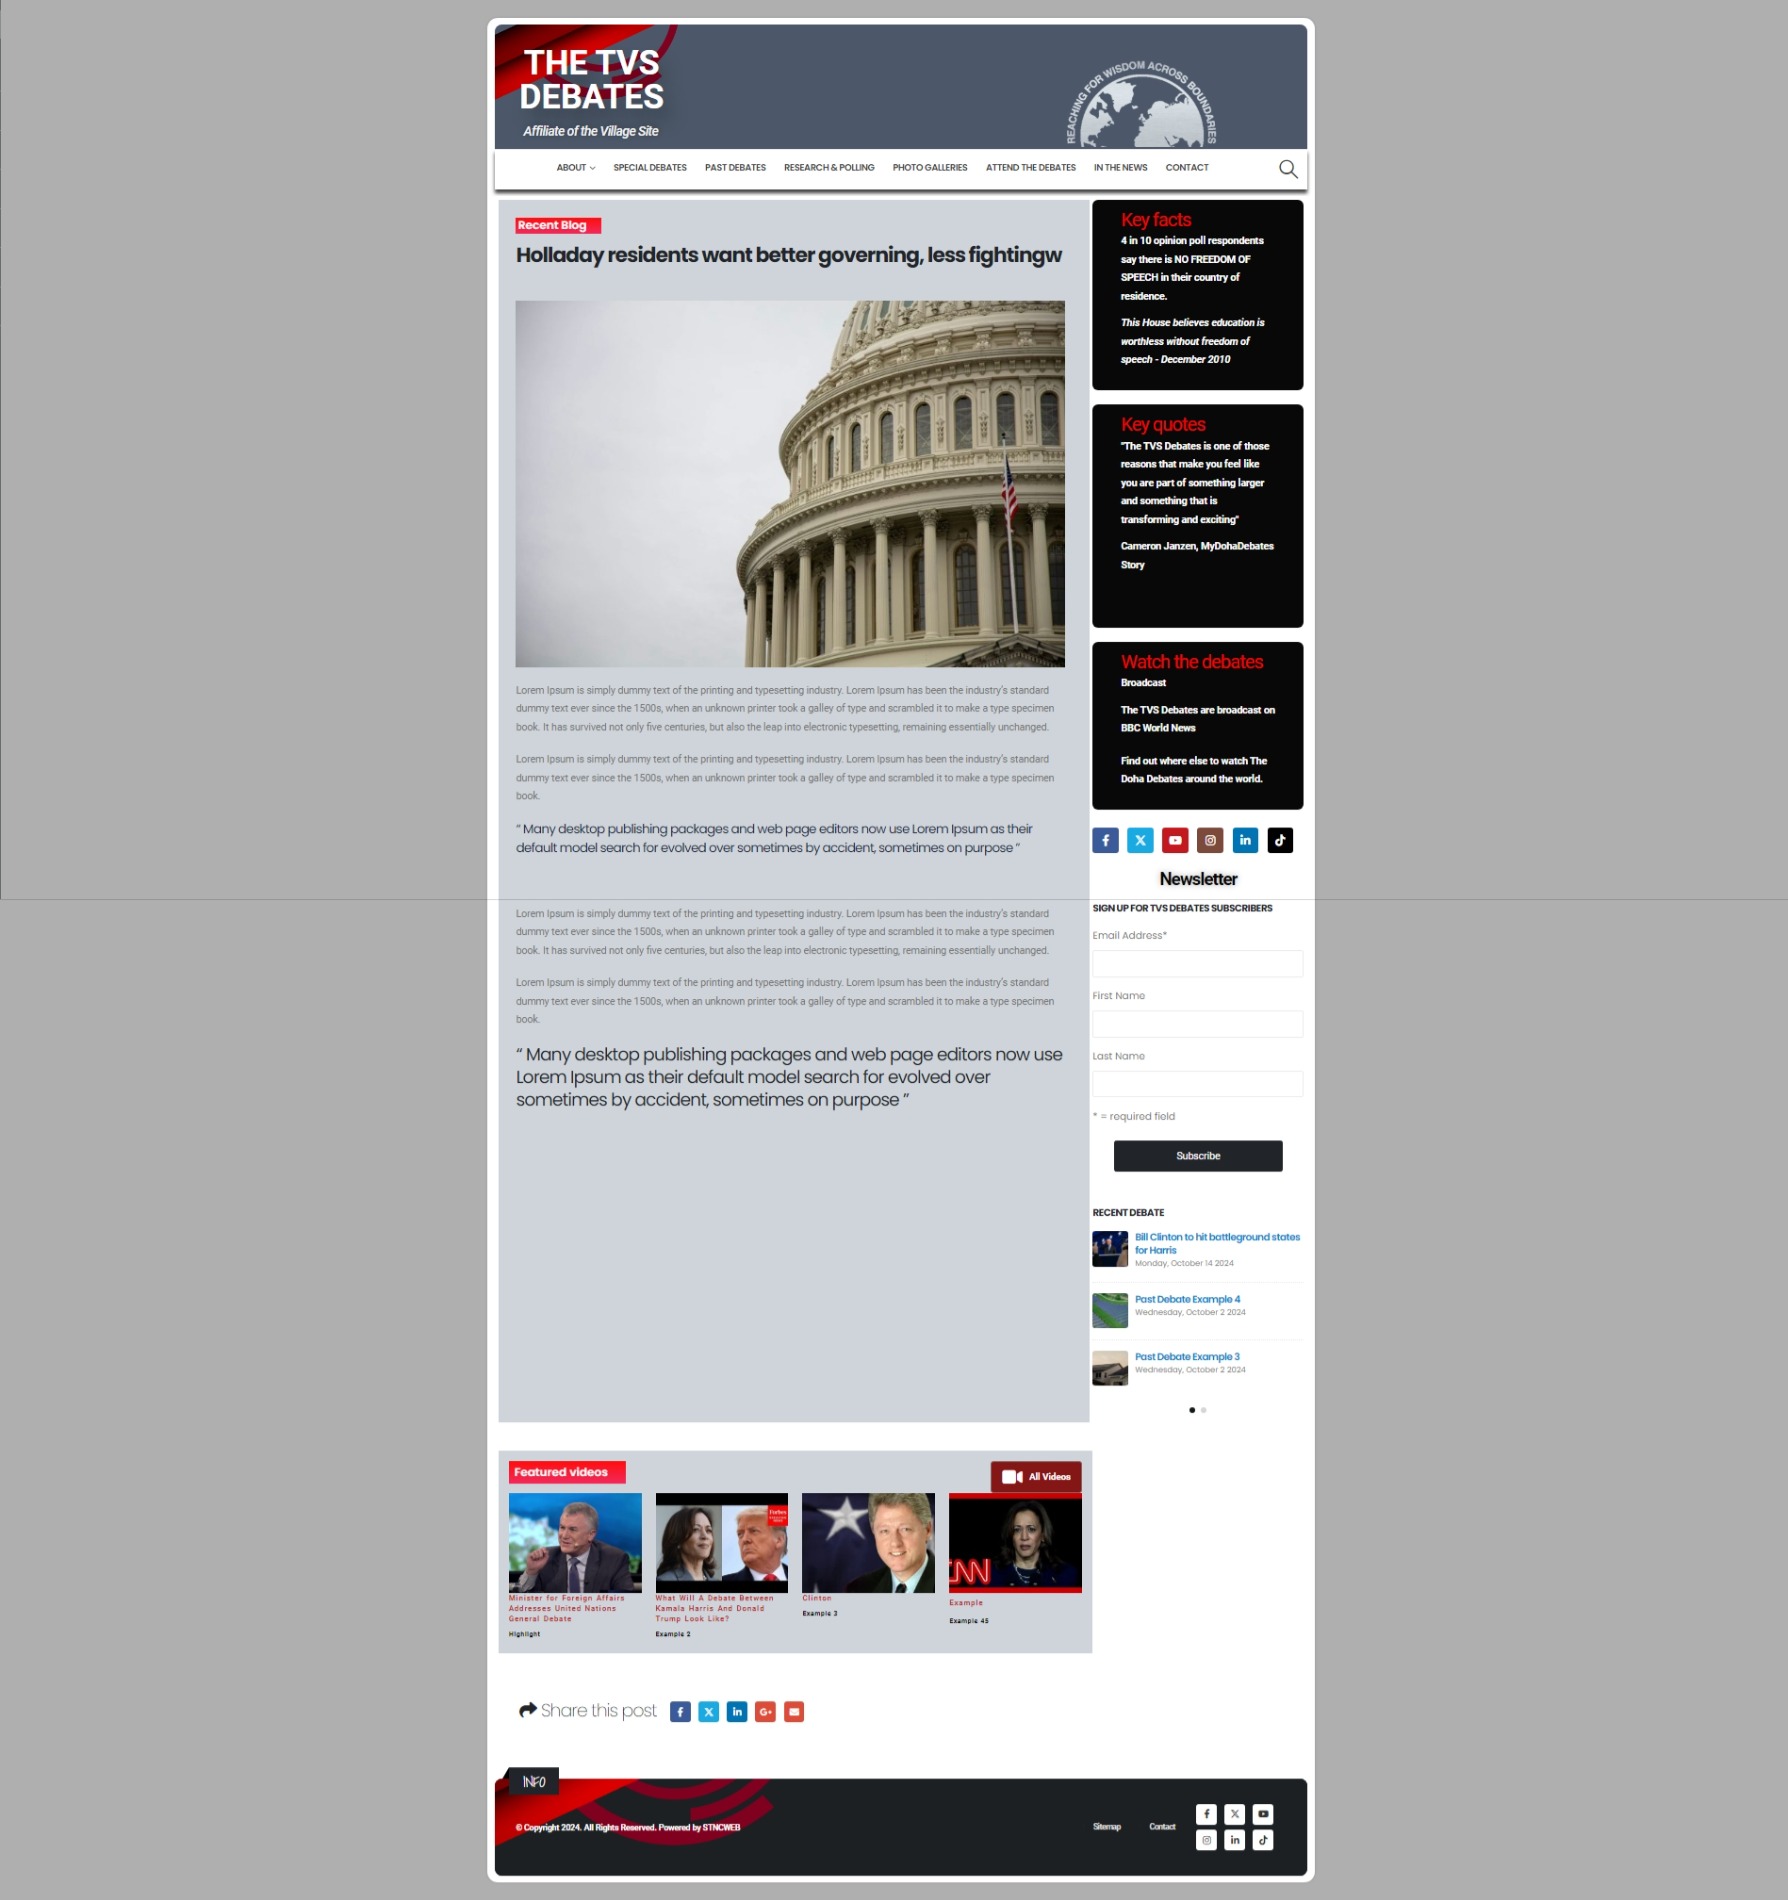 THE TVS
DEBATES
Affiliate of the Village Site
REACHING FOR WISDOM ACROSS BOUNDARIES
ABOUT SPECIAL DEBATES PAST DEBATES RESEARCH & POLLING PHOTO GALLERIES ATTEND THE DEBATES IN THE NEWS CONTACT
Recent Blog
Holladay residents want better governing, less fightingw
Lorem Ipsum is simply dummy text of the printing and typesetting industry. Lorem Ipsum has been the industry's standard
dummy text ever since the 1500s, when an unknown printer took a galley of type and scrambled it to make a type specimen
book. It has survived not only five centuries, but also the leap into electronic typesetting, remaining essentially unchanged.
Lorem Ipsum is simply dummy text of the printing and typesetting industry. Lorem Ipsum has been the industry's standard
dummy text ever since the 1500s, when an unknown printer took a galley of type and scrambled it to make a type specimen
book.
“ Many desktop publishing packages and web page editors now use Lorem Ipsum as their
default model search for evolved over sometimes by accident, sometimes on purpose ”
Lorem Ipsum is simply dummy text of the printing and typesetting industry. Lorem Ipsum has been the industry's standard
dummy text ever since the 1500s, when an unknown printer took a galley of type and scrambled it to make a type specimen
book. It has survived not only five centuries, but also the leap into electronic typesetting, remaining essentially unchanged.
Lorem Ipsum is simply dummy text of the printing and typesetting industry. Lorem Ipsum has been the industry's standard
dummy text ever since the 1500s, when an unknown printer took a galley of type and scrambled it to make a type specimen
book.
“ Many desktop publishing packages and web page editors now use
Lorem Ipsum as their default model search for evolved over
sometimes by accident, sometimes on purpose ”
Key facts
4 in 10 opinion poll respondents
say there is NO FREEDOM OF
SPEECH in their country of
residence.
This House believes education is
worthless without freedom of
speech - December 2010
Key quotes
"The TVS Debates is one of those
reasons that make you feel like
you are part of something larger
and something that is
transforming and exciting"
Cameron Janzen, MyDohaDebates
Story
Watch the debates
Broadcast
The TVS Debates are broadcast on
BBC World News
Find out where else to watch The
Doha Debates around the world.
Newsletter
SIGN UP FOR TVS DEBATES SUBSCRIBERS
Email Address*
First Name
Last Name
* = required field
Subscribe
RECENT DEBATE
Bill Clinton to hit battleground states
for Harris
Monday, October 14 2024
Past Debate Example 4
Wednesday, October 2 2024
Past Debate Example 3
Wednesday, October 2 2024
Featured videos
All Videos
Forbes
CNN
Minister for Foreign Affairs
Addresses United Nations
General Debate
Highlight
What Will A Debate Between
Kamala Harris And Donald
Trump Look Like?
Example 2
Clinton
Example 3
Example
Example 45
Share this post
INFO
© Copyright 2024. All Rights Reserved. Powered by STNCWEB
Sitemap
Contact